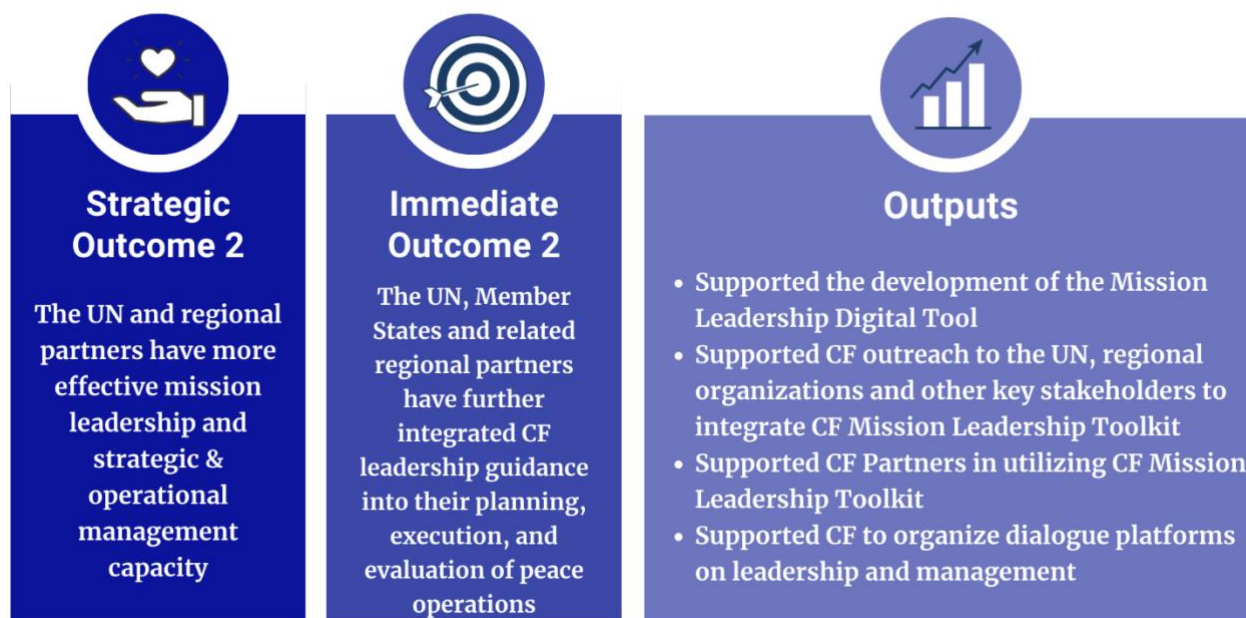 Strategic
Outcome 2
The UN and regional
partners have more
effective mission
leadership and
strategic &
operational
management
capacity
Immediate
Outcome 2
The UN, Member
States and related
regional partners
have further
integrated CF
leadership guidance
into their planning,
execution, and
evaluation of peace
operations
Outputs
• Supported the development of the Mission
Leadership Digital Tool
• Supported CF outreach to the UN, regional
organizations and other key stakeholders to
integrate CF Mission Leadership Toolkit
• Supported CF Partners in utilizing CF Mission
Leadership Toolkit
• Supported CF to organize dialogue platforms
on leadership and management